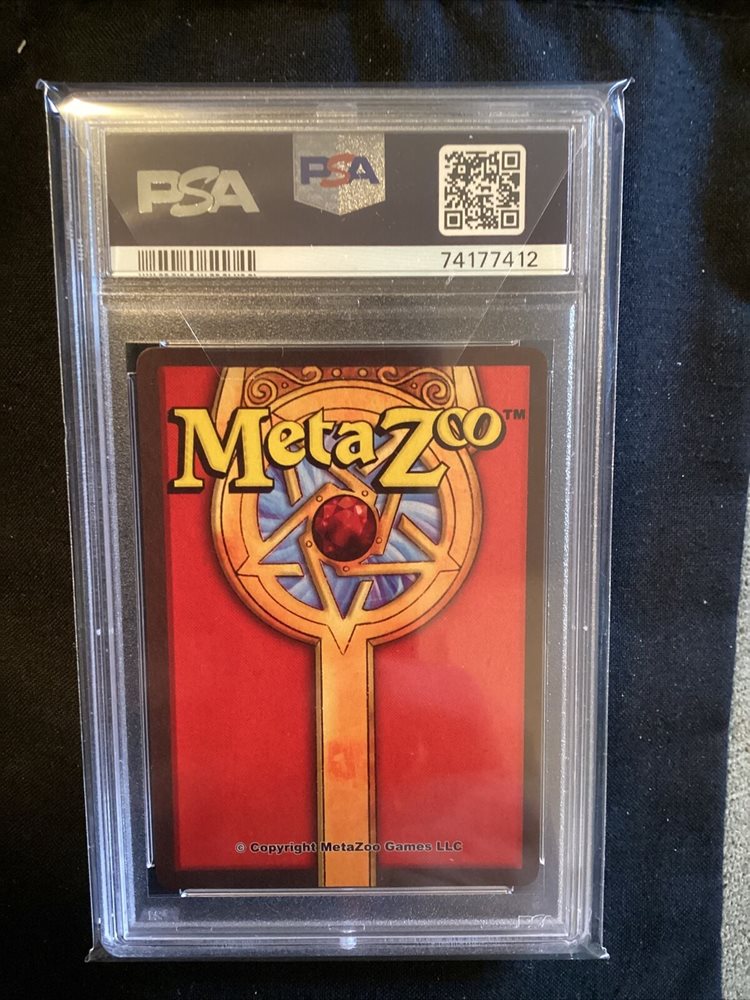 PSA
PSA
74177412
MetaZoo™
© Copyright MetaZoo Games LLC